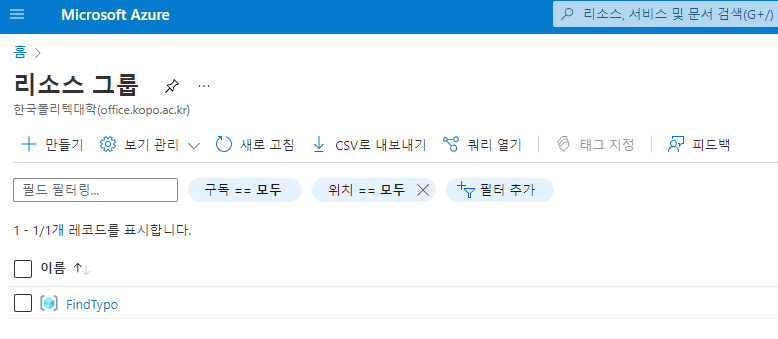 Microsoft Azure
리소스, 서비스 및 문서 검색(G+/)
홈 >
리소스 그룹 ...
한국폴리텍대학(office.kopo.ac.kr)
+ 만들기 보기 관리 새로 고침 CSV로 내보내기 쿼리 열기 태그 지정 피드백
필드 필터링... 구독 == 모두 위치 == 모두 필터 추가
1 - 1/1개 레코드를 표시합니다.
이름 ↑↓
FindTypo